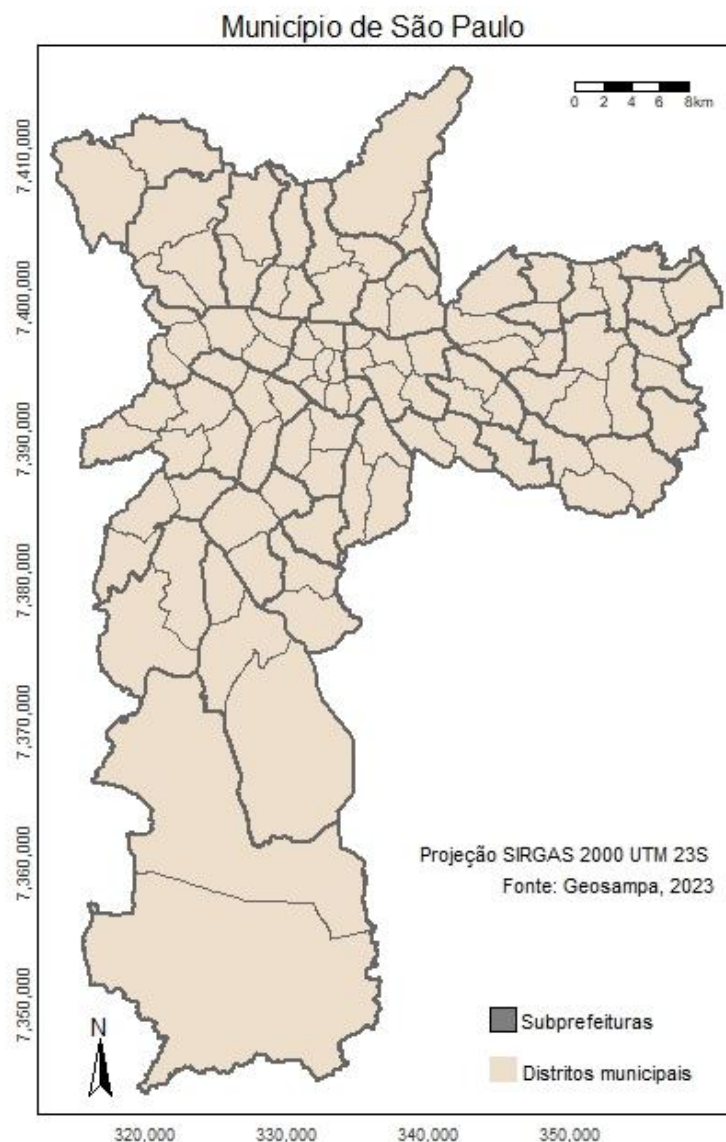 Município de São Paulo
0 2 4 6 8km
7,410,000
7,400,000
7,390,000
7,380,000
7,370,000
7,360,000
7,350,000
Projeção SIRGAS 2000 UTM 23S
Fonte: Geosampa, 2023
N
Subprefeituras
Distritos municipais
320,000 330,000 340,000 350,000